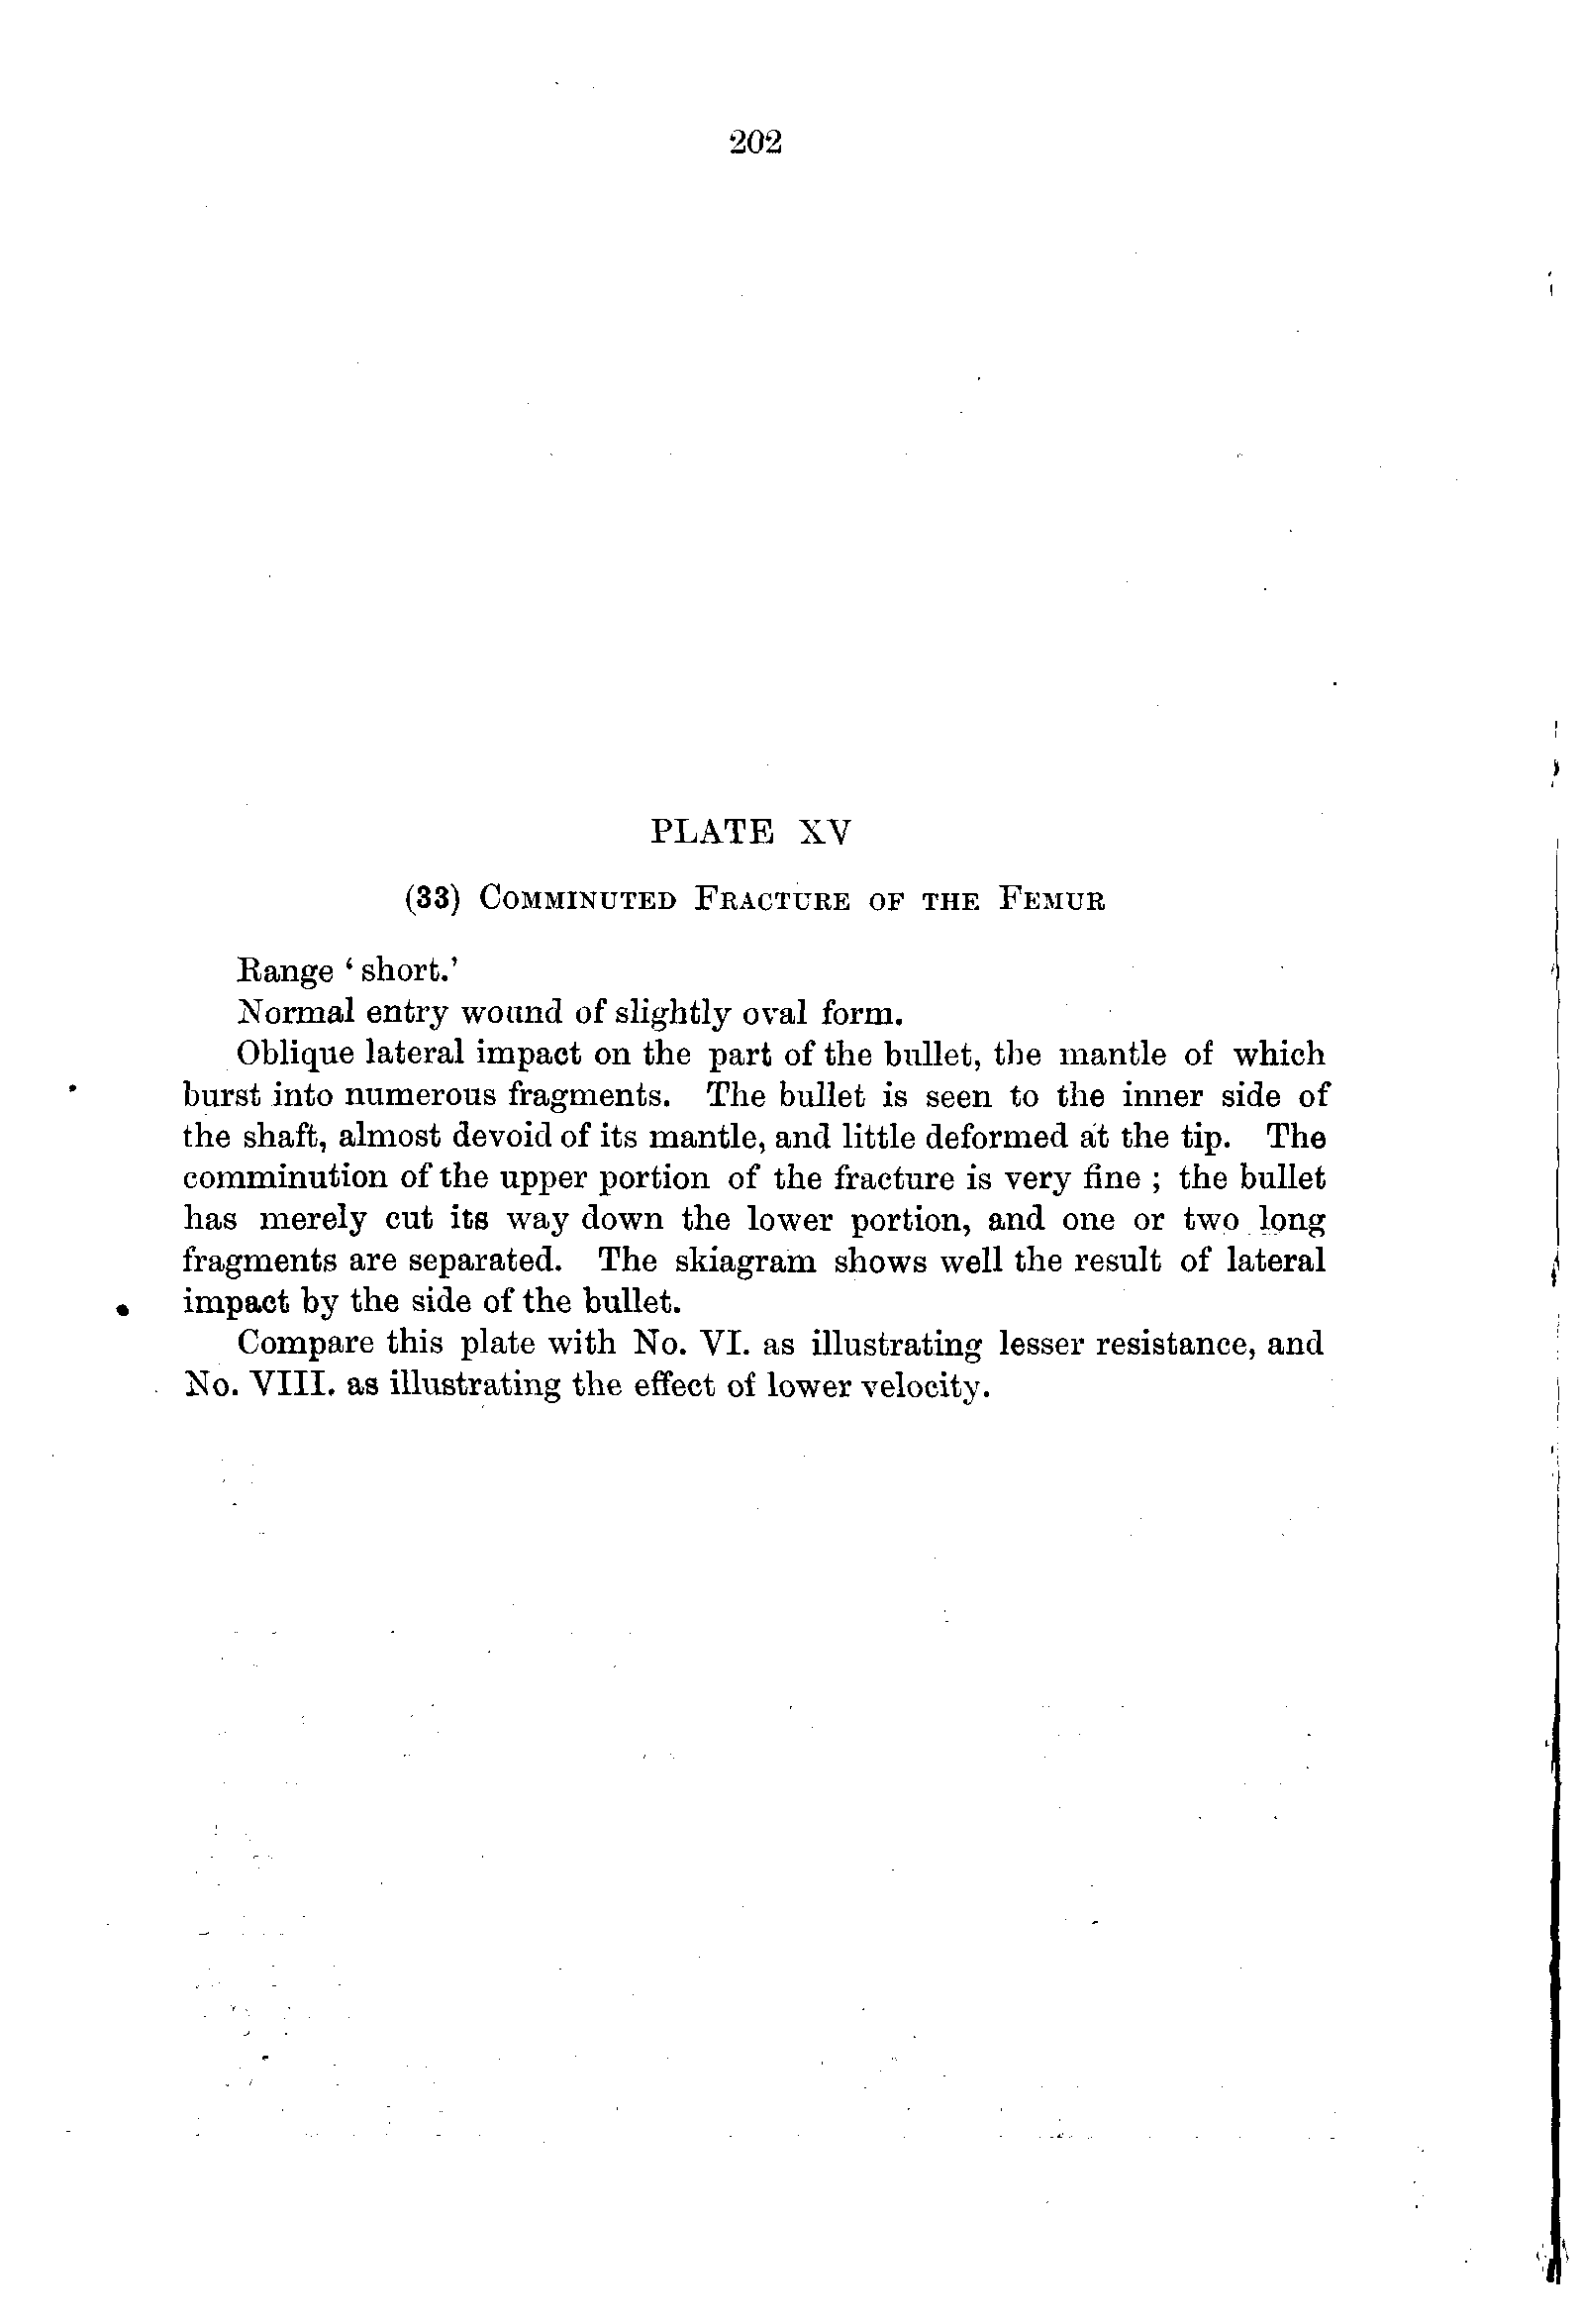 202
PLATE XV
(33) COMMINUTED FRACTURE OF THE FEMUR
Range ‘short.’
Normal entry wound of slightly oval form.
Oblique lateral impact on the part of the bullet, the mantle of which
burst into numerous fragments. The bullet is seen to the inner side of
the shaft, almost devoid of its mantle, and little deformed at the tip. The
comminution of the upper portion of the fracture is very fine ; the bullet
has merely cut its way down the lower portion, and one or two long
fragments are separated. The skiagram shows well the result of lateral
impact by the side of the bullet.
Compare this plate with No. VI. as illustrating lesser resistance, and
No. VIII. as illustrating the effect of lower velocity.